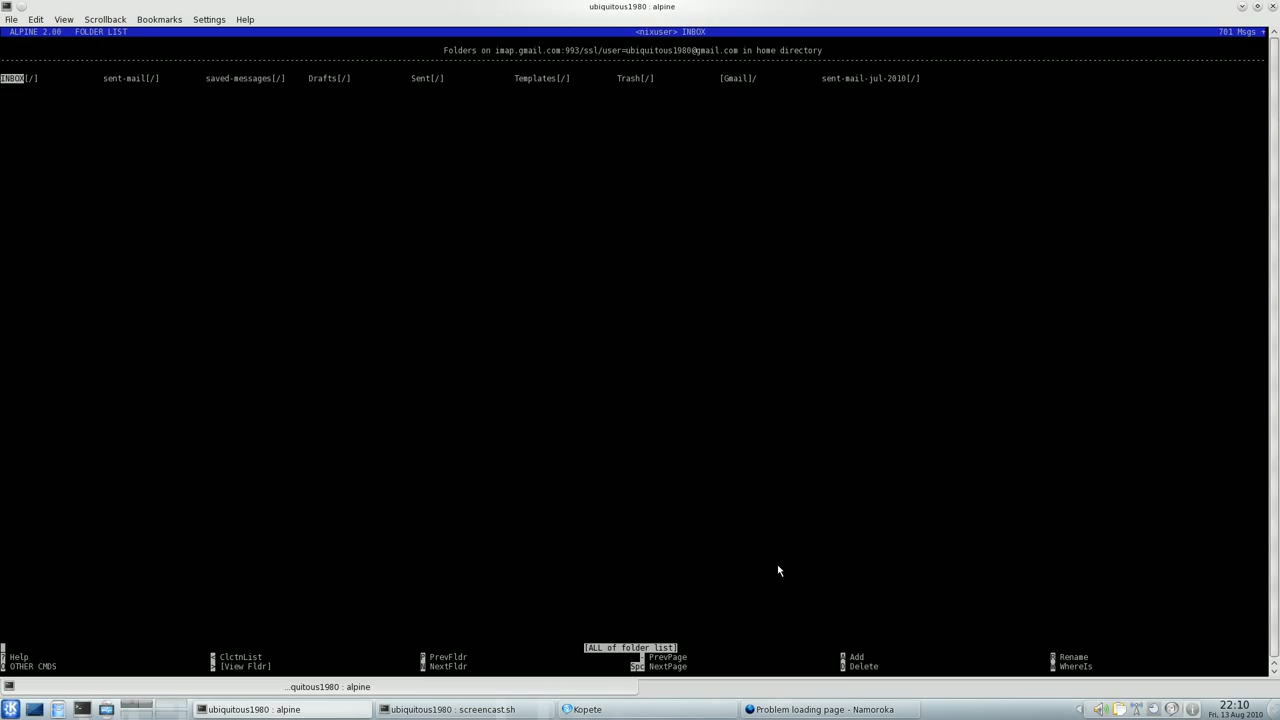 ubiquitous1980 : alpine
File Edit View Scrollback Bookmarks Settings Help
ALPINE 2.00 FOLDER LIST <nixuser> INBOX 701 Msgs +
Folders on imap.gmail.com:993/ssl/user=ubiquitous1980@gmail.com in home directory
INBOX[/] sent-mail[/] saved-messages[/] Drafts[/] Sent[/] Templates[/] Trash[/] [Gmail]/ sent-mail-jul-2010[/]
[ALL of folder list]
? Help < ClctnList P PrevFldr - PrevPage A Add R Rename
O OTHER CMDS > [View Fldr] N NextFldr Spc NextPage D Delete W WhereIs
...quitous1980 : alpine
ubiquitous1980 : alpine ubiquitous1980 : screencast.sh Kopete Problem loading page - Namoroka 22:10
Fri, 13 Aug 2010